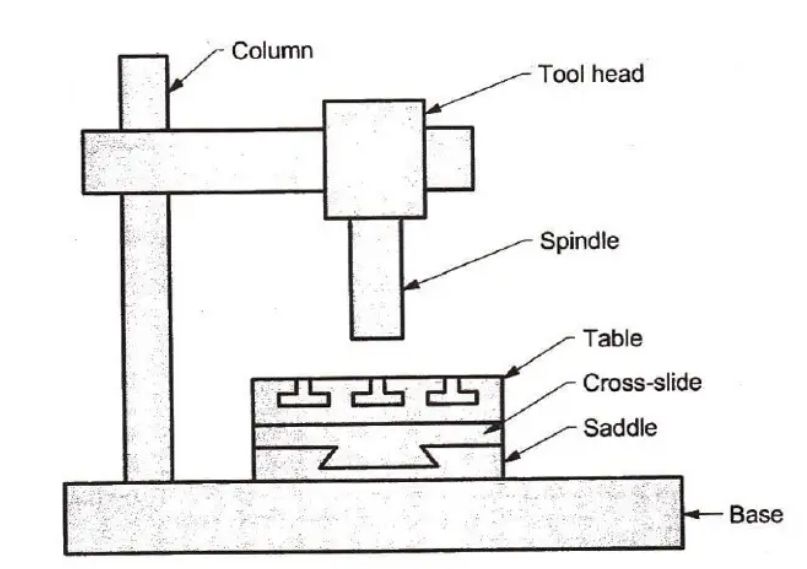 Column
Tool head
Spindle
Table
Cross-slide
Saddle
Base